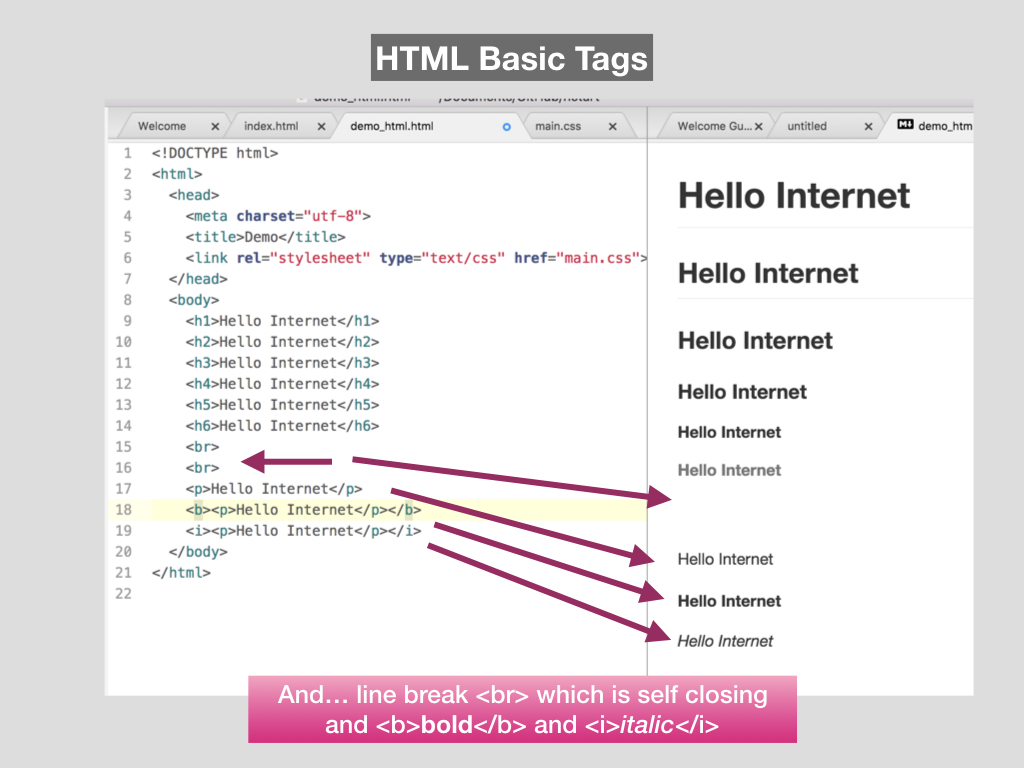 HTML Basic Tags
Welcome index.html demo_html.html main.css
Welcome Gu... untitled demo_htm
1 <!DOCTYPE html>
2 <html>
3 <head>
4 <meta charset="utf-8">
5 <title>Demo</title>
6 <link rel="stylesheet" type="text/css" href="main.css">
7 </head>
8 <body>
9 <h1>Hello Internet</h1>
10 <h2>Hello Internet</h2>
11 <h3>Hello Internet</h3>
12 <h4>Hello Internet</h4>
13 <h5>Hello Internet</h5>
14 <h6>Hello Internet</h6>
15 <br>
16 <br>
17 <p>Hello Internet</p>
18 <b><p>Hello Internet</p></b>
19 <i><p>Hello Internet</p></i>
20 </body>
21 </html>
22
Hello Internet
Hello Internet
Hello Internet
Hello Internet
Hello Internet
Hello Internet
Hello Internet
Hello Internet
Hello Internet
And... line break <br> which is self closing
and <b>bold</b> and <i>italic</i>